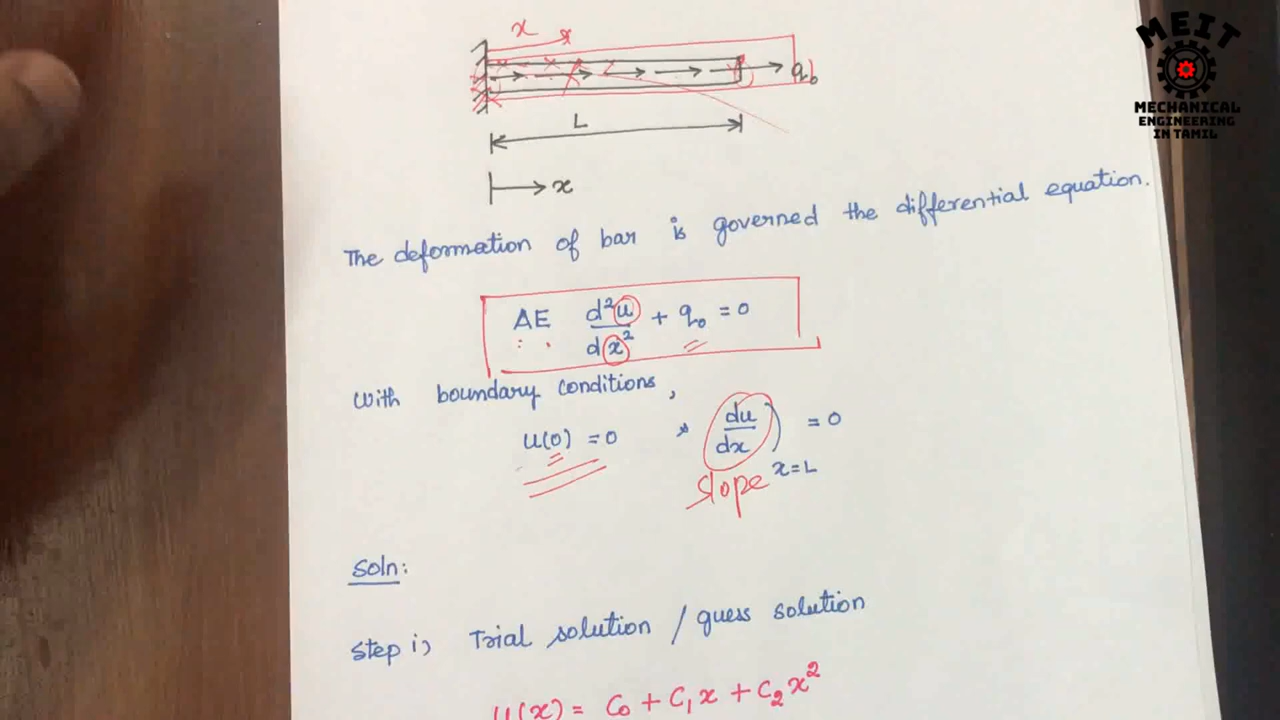 MEIT
MECHANICAL
ENGINEERING
IN TAMIL
x
q₀
L
x
The deformation of bar is governed the differential equation.
AE d²u/dx² + q₀ = 0
With boundary conditions,
u(0) = 0 , du/dx) x=L = 0
Slope
Soln:
Step i) Trial solution / guess solution
u(x) = C₀ + C₁x + C₂x²